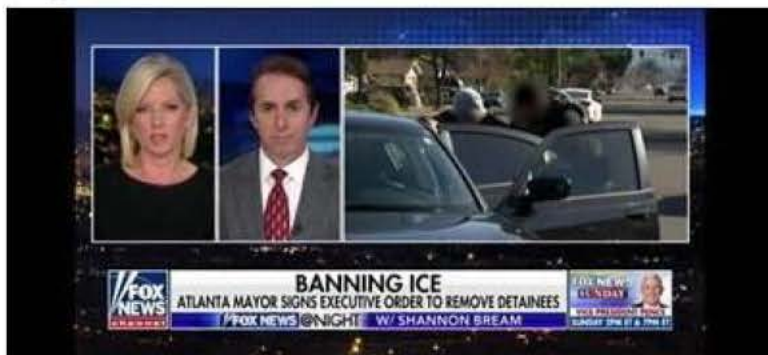 BANNING ICE
ATLANTA MAYOR SIGNS EXECUTIVE ORDER TO REMOVE DETAINEES
FOX NEWS @NIGHT W/ SHANNON BREAM
FOX
NEWS
channel
FOX NEWS
SUNDAY
VICE PRESIDENT PENCE
SUNDAY 2PM ET & 7PM ET